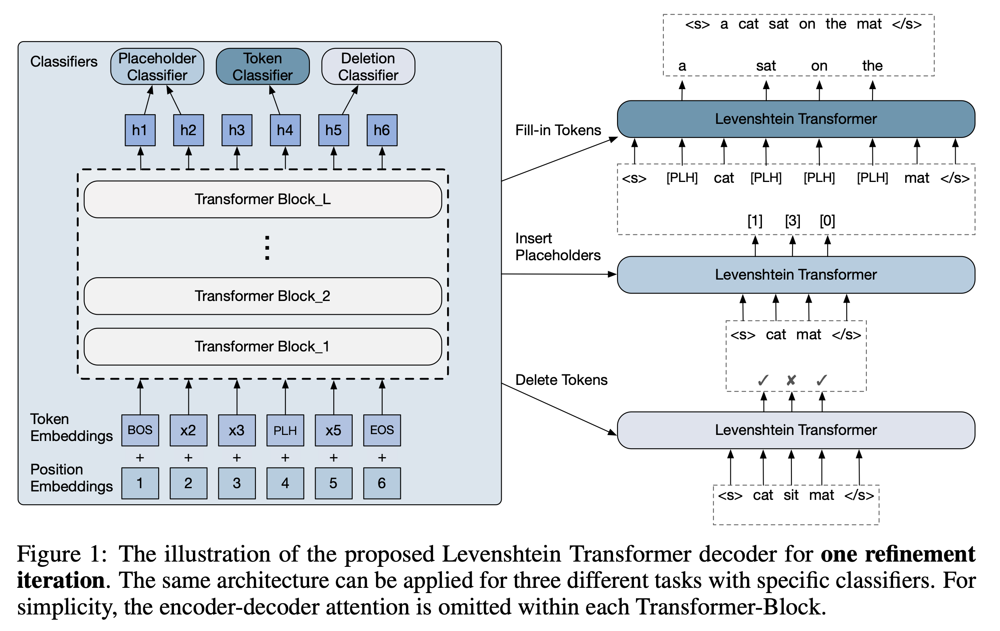 Classifiers
Placeholder
Classifier
Token
Classifier
Deletion
Classifier
h1 h2 h3 h4 h5 h6
Transformer Block_L
Transformer Block_2
Transformer Block_1
Token
Embeddings
BOS x2 x3 PLH x5 EOS
+ + + + + +
Position
Embeddings
1 2 3 4 5 6
Fill-in Tokens
Insert
Placeholders
Delete Tokens
<s> a cat sat on the mat </s>
a sat on the
Levenshtein Transformer
<s> [PLH] cat [PLH] [PLH] [PLH] mat </s>
[1] [3] [0]
Levenshtein Transformer
<s> cat mat </s>
✓ ✘ ✓
Levenshtein Transformer
<s> cat sit mat </s>
Figure 1: The illustration of the proposed Levenshtein Transformer decoder for one refinement
iteration. The same architecture can be applied for three different tasks with specific classifiers. For
simplicity, the encoder-decoder attention is omitted within each Transformer-Block.